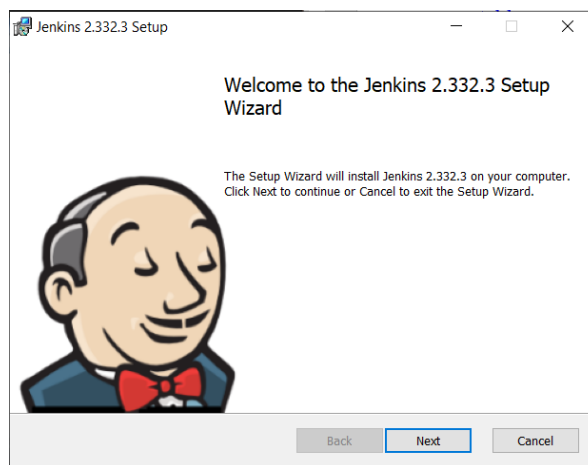 Jenkins 2.332.3 Setup
Welcome to the Jenkins 2.332.3 Setup
Wizard
The Setup Wizard will install Jenkins 2.332.3 on your computer.
Click Next to continue or Cancel to exit the Setup Wizard.
Back
Next
Cancel